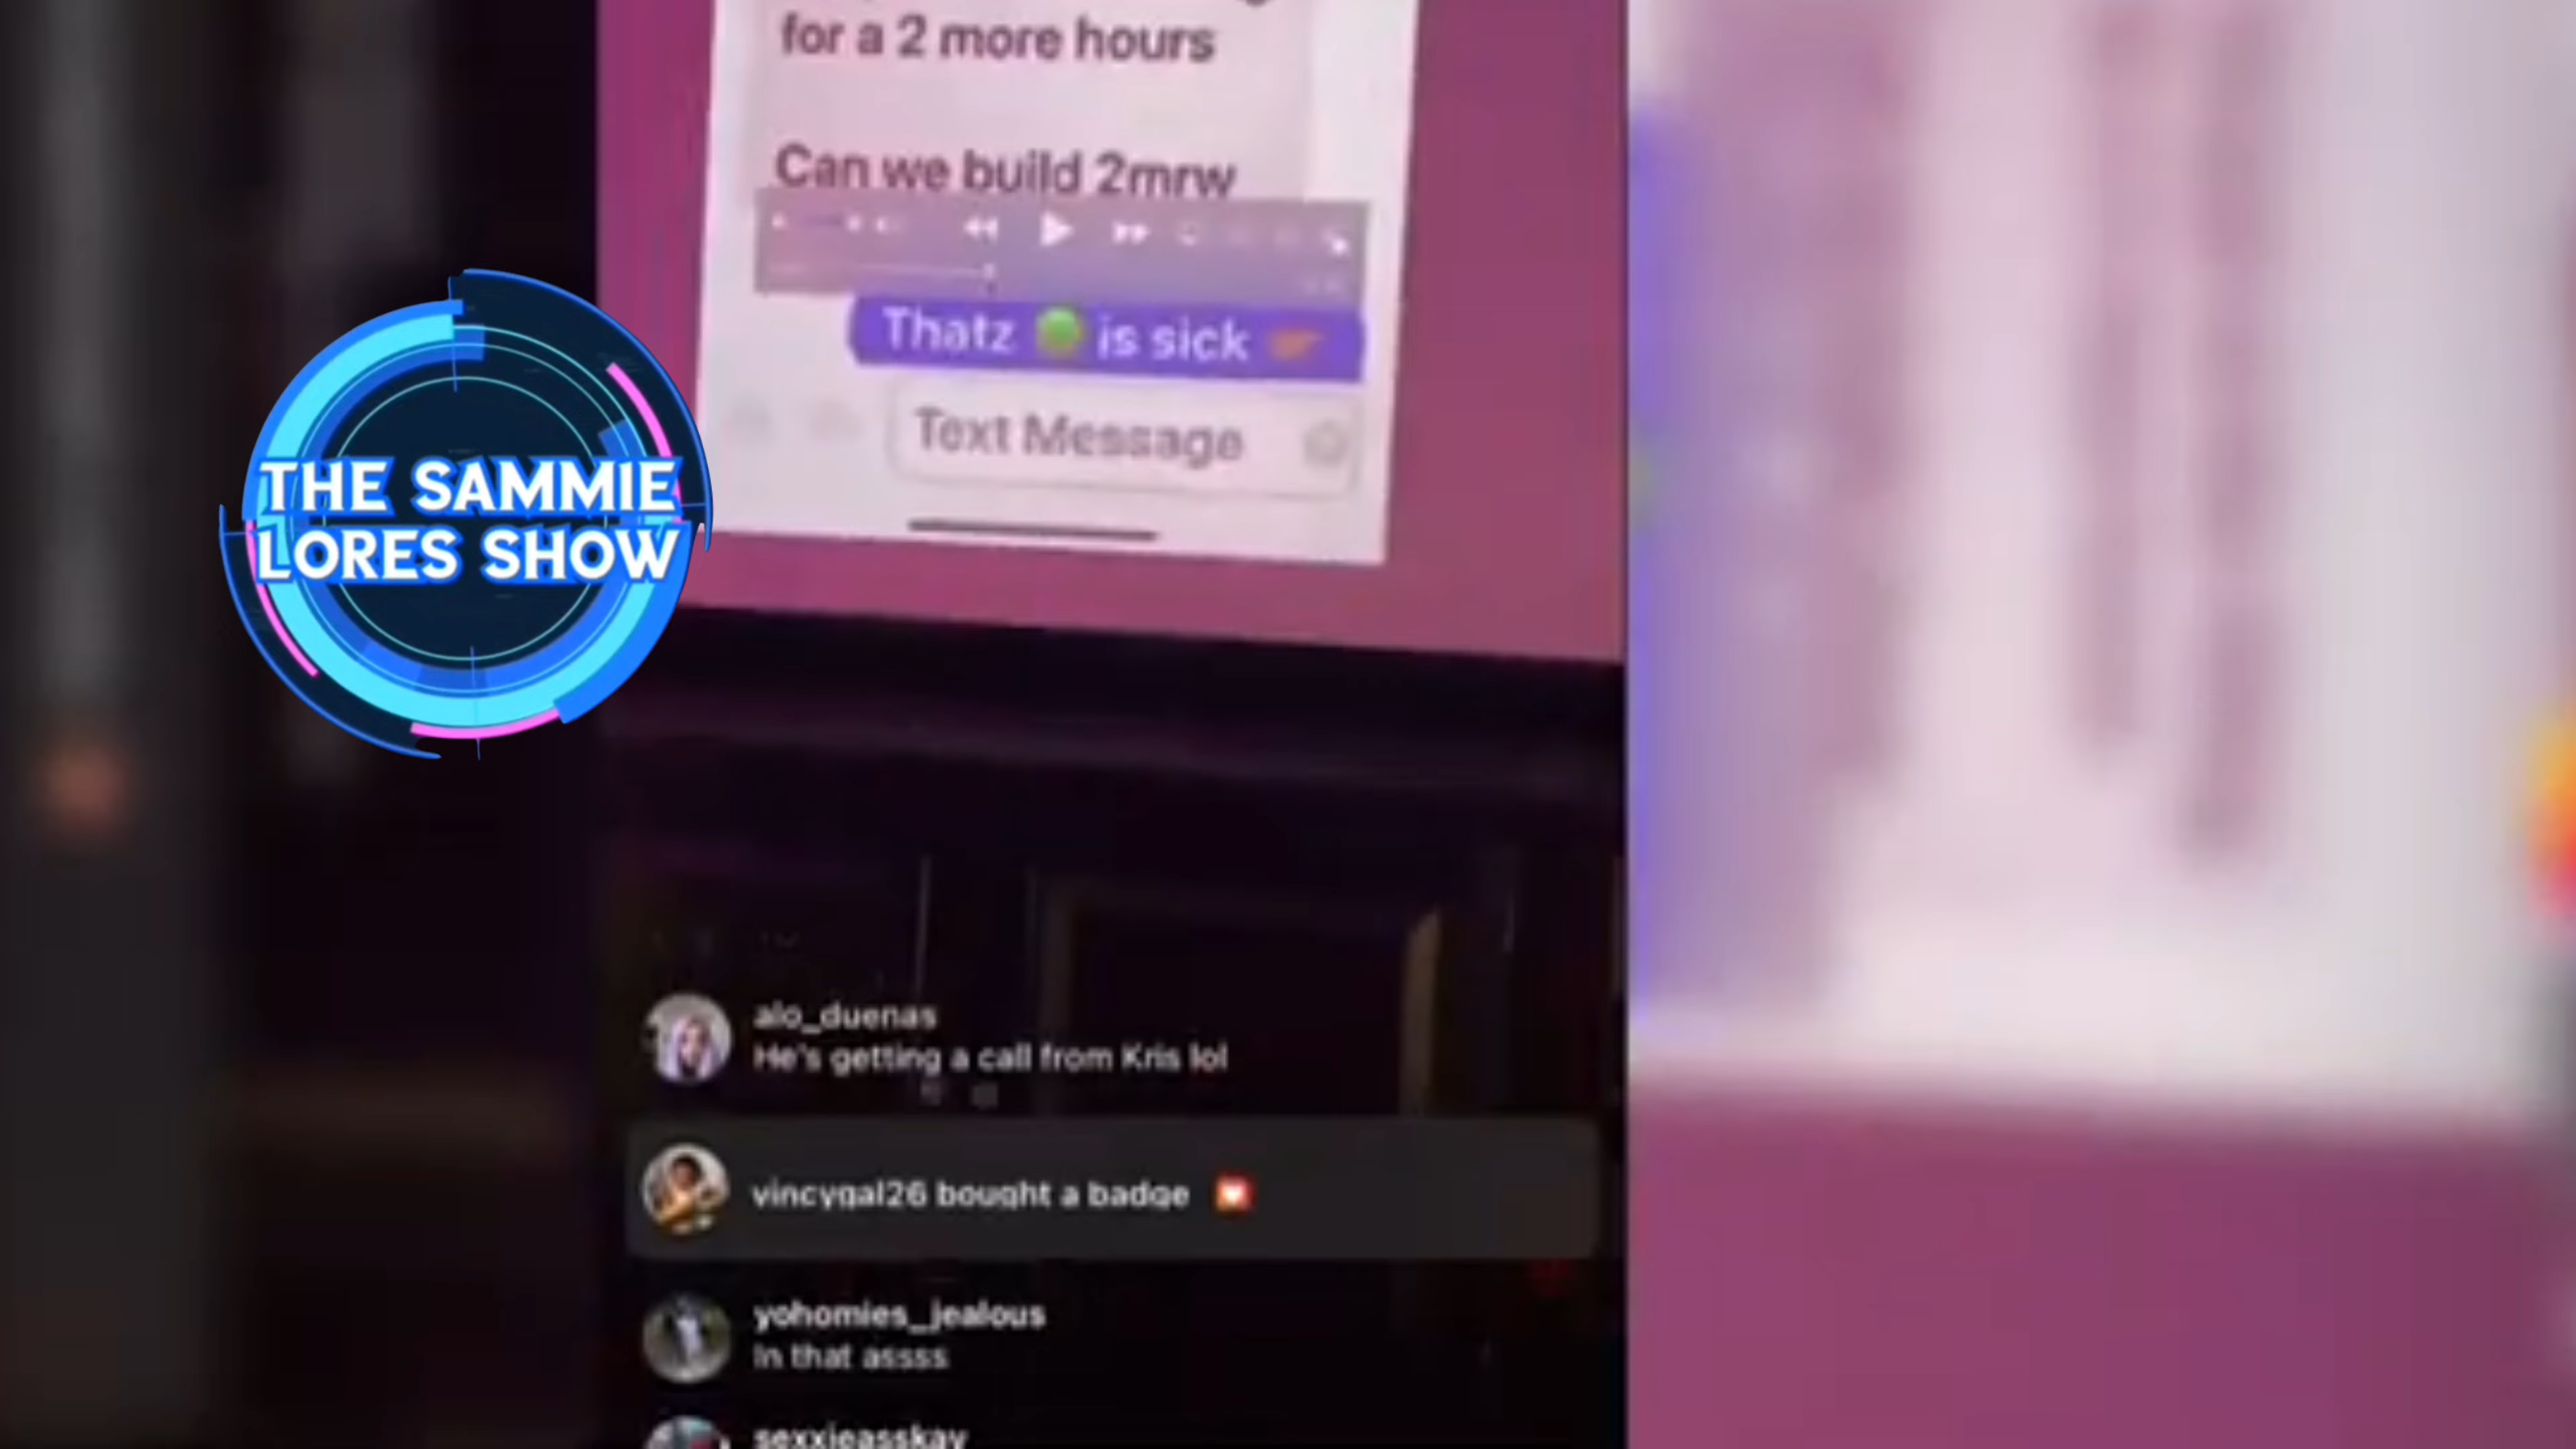 for a 2 more hours
Can we build 2mrw
Thatz 🟢 is sick
Text Message
THE SAMMIE
LORES SHOW
alo_duenas
He's getting a call from Kris lol
vincygal26 bought a badge
yohomies_jealous
In that assss
sexxieasskay